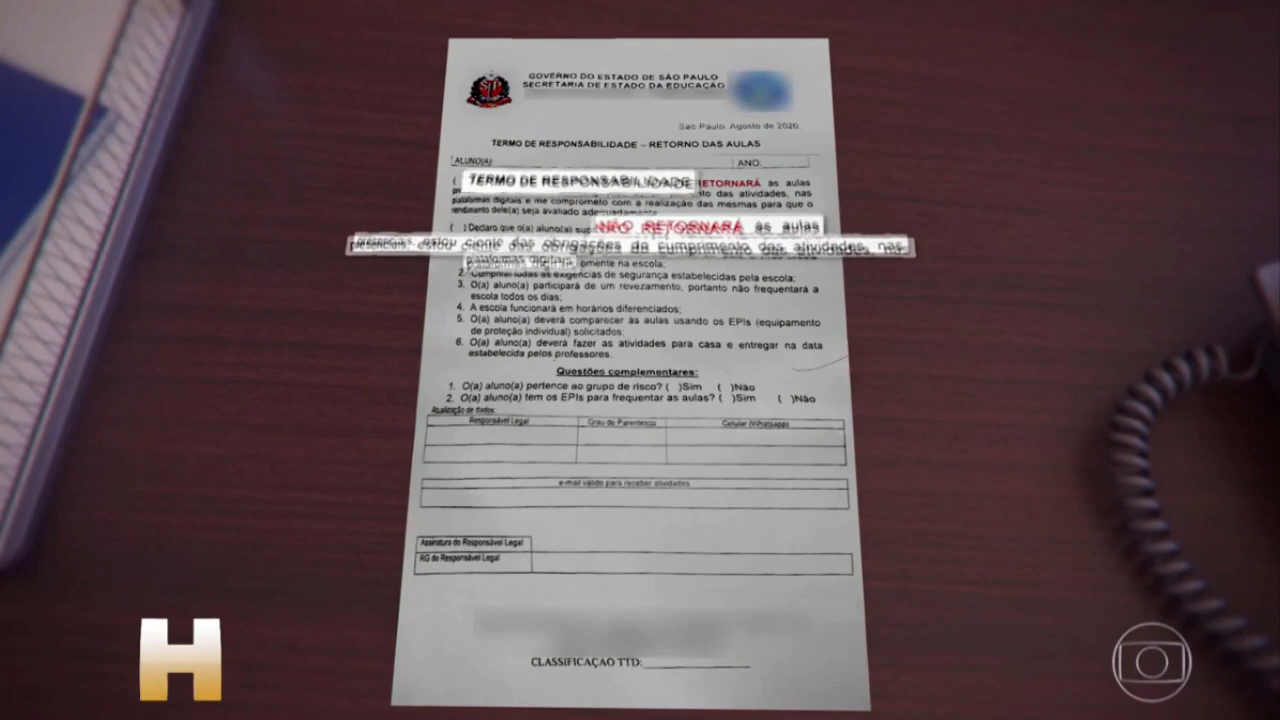 GOVERNO DO ESTADO DE SÃO PAULO
SECRETARIA DE ESTADO DA EDUCAÇÃO
São Paulo, Agosto de 2020.
TERMO DE RESPONSABILIDADE – RETORNO DAS AULAS
ALUNO(A): ANO:
( TERMO DE RESPONSABILIDADE RETORNARÁ às aulas
nto das atividades, nas
plataformas digitais e me comprometo com a realização das mesmas para que o
rendimento dele(a) seja avaliado adequadamente.
( ) Declaro que o(a) aluno(a) NÃO RETORNARÁ às aulas
presenciais, estou ciente das obrigações do cumprimento das atividades, nas
plataformas digitais omente na escola;
2. Cumprirei todas as exigências de segurança estabelecidas pela escola;
3. O(a) aluno(a) participará de um revezamento, portanto não frequentará a
escola todos os dias;
4. A escola funcionará em horários diferenciados;
5. O(a) aluno(a) deverá comparecer às aulas usando os EPIs (equipamento
de proteção individual) solicitados;
6. O(a) aluno(a) deverá fazer as atividades para casa e entregar na data
estabelecida pelos professores.
Questões complementares:
1. O(a) aluno(a) pertence ao grupo de risco? ( )Sim ( )Não
2. O(a) aluno(a) tem os EPIs para frequentar as aulas? ( )Sim ( )Não
Atualização de dados:
Responsável Legal Grau de Parentesco Celular (Whatsapp)
e-mail válido para receber atividades
Assinatura do Responsável Legal
RG do Responsável Legal
CLASSIFICAÇÃO TTD:
H